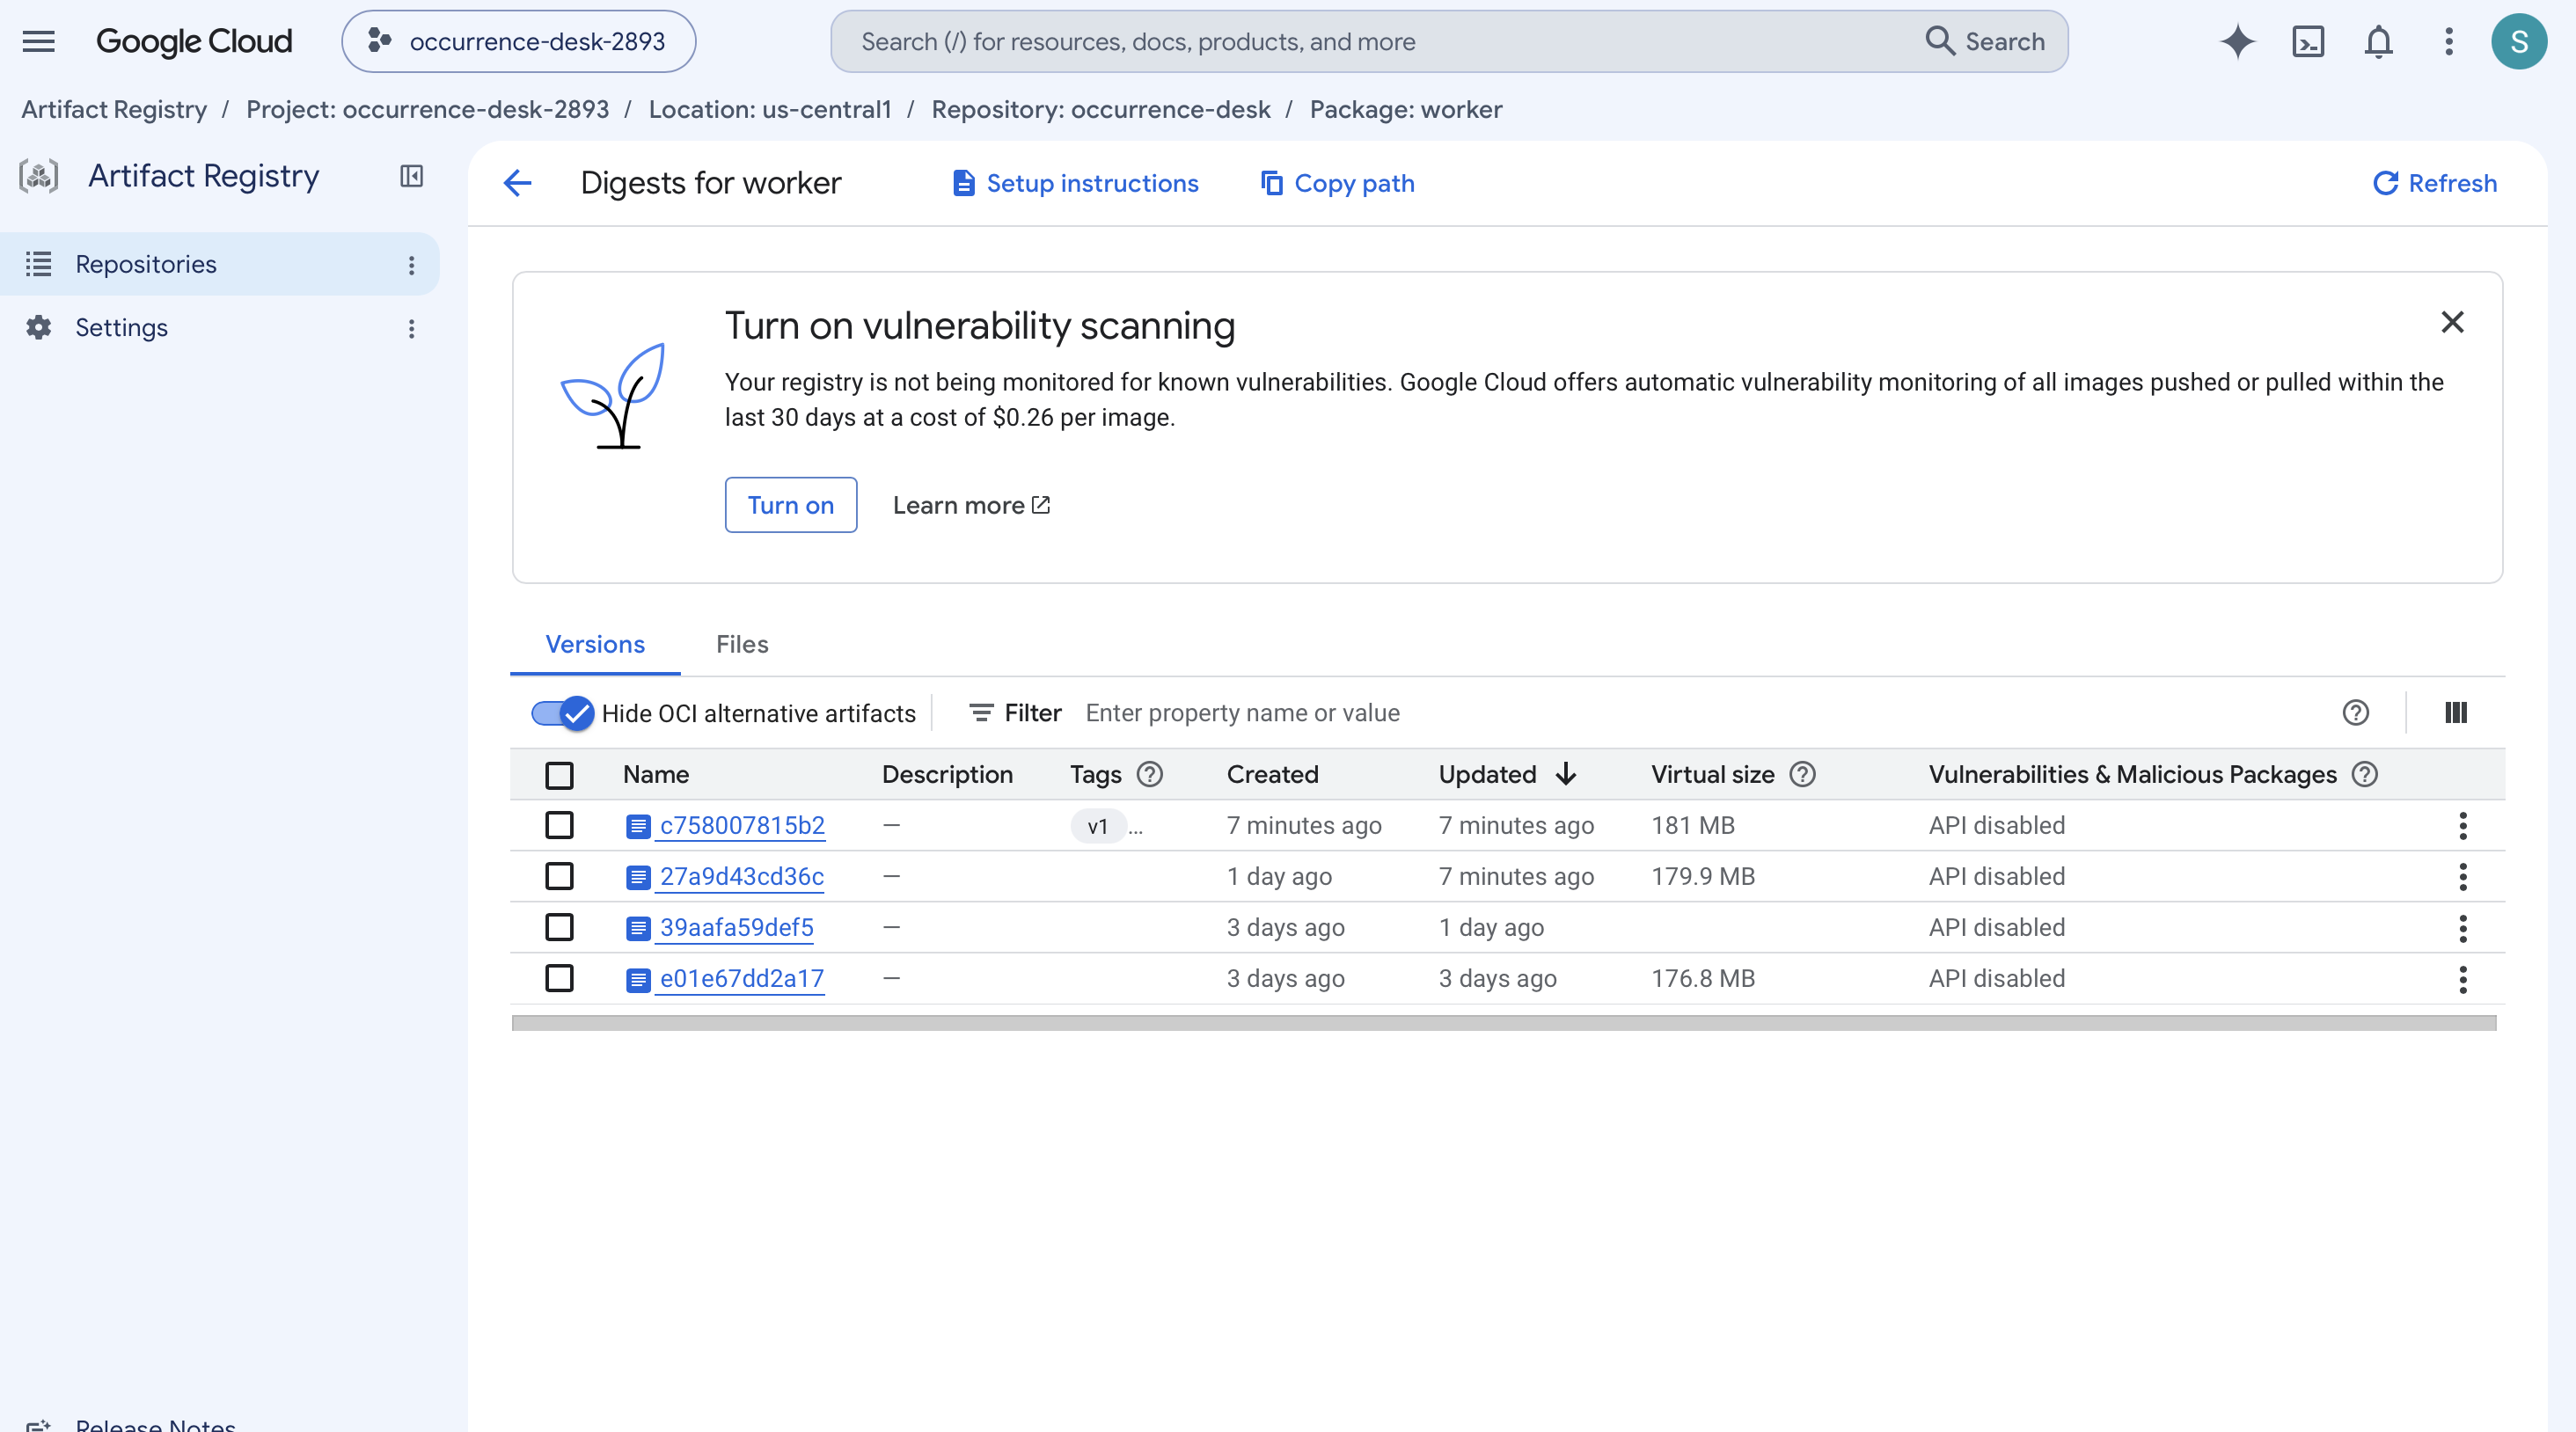 Google Cloud
occurrence-desk-2893
Search (/) for resources, docs, products, and more
Search
S
Artifact Registry / Project: occurrence-desk-2893 / Location: us-central1 / Repository: occurrence-desk / Package: worker
Artifact Registry
Repositories
Settings
Release Notes
Digests for worker
Setup instructions
Copy path
Refresh
Turn on vulnerability scanning
Your registry is not being monitored for known vulnerabilities. Google Cloud offers automatic vulnerability monitoring of all images pushed or pulled within the
last 30 days at a cost of $0.26 per image.
Turn on
Learn more
Versions
Files
Hide OCI alternative artifacts
Filter
Enter property name or value
Name Description Tags Created Updated Virtual size Vulnerabilities & Malicious Packages
c758007815b2 — v1 ... 7 minutes ago 7 minutes ago 181 MB API disabled
27a9d43cd36c — 1 day ago 7 minutes ago 179.9 MB API disabled
39aafa59def5 — 3 days ago 1 day ago API disabled
e01e67dd2a17 — 3 days ago 3 days ago 176.8 MB API disabled